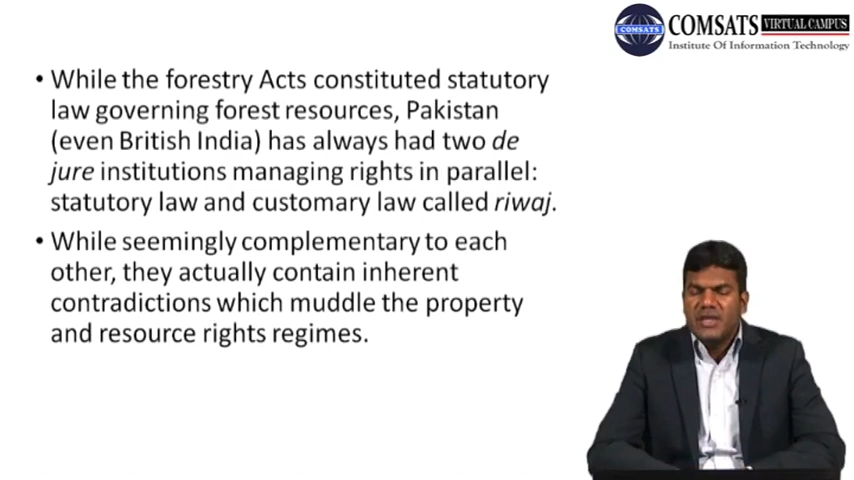 COMSATS VIRTUAL CAMPUS
COMSATS
Institute Of Information Technology
• While the forestry Acts constituted statutory
law governing forest resources, Pakistan
(even British India) has always had two de
jure institutions managing rights in parallel:
statutory law and customary law called riwaj.
• While seemingly complementary to each
other, they actually contain inherent
contradictions which muddle the property
and resource rights regimes.